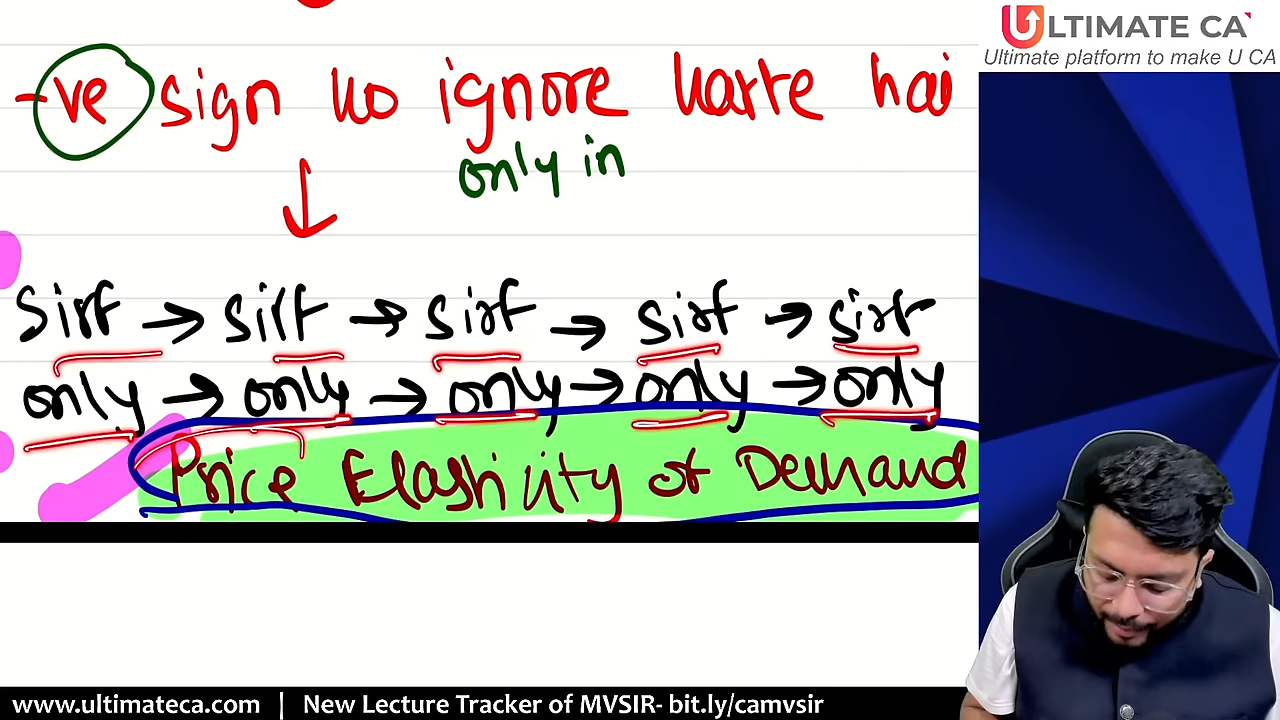 ULTIMATE CA
Ultimate platform to make U CA
-ve sign ko ignore karte hai
only in
↓
Sirf → sirf → sirf → sirf → sirf
only → only → only → only → only
Price Elasticity of Demand
www.ultimateca.com | New Lecture Tracker of MVSIR- bit.ly/camvsir